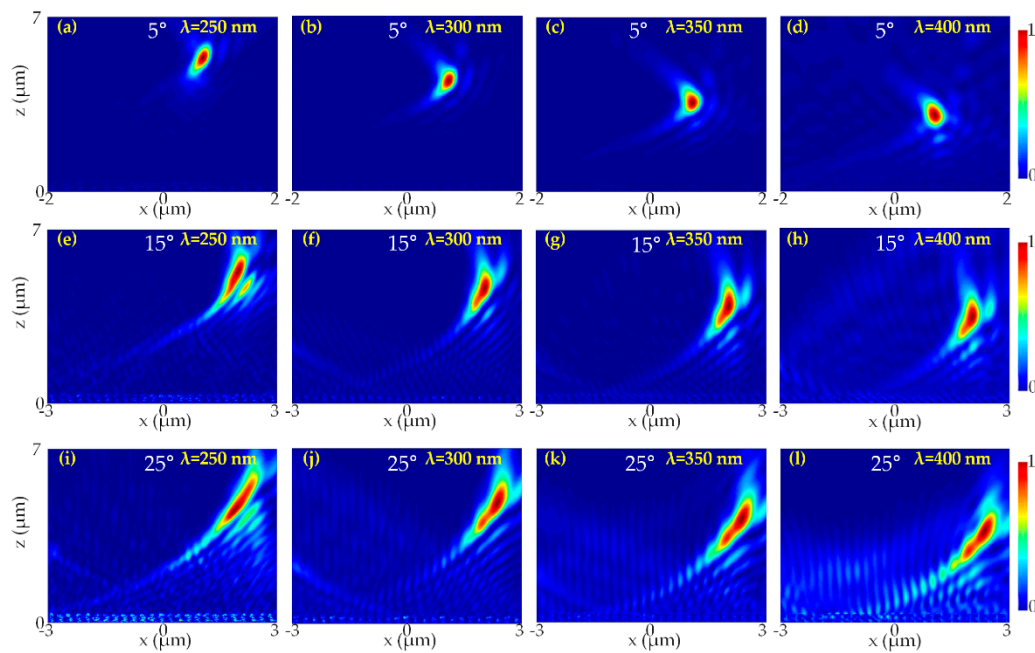 7 (a) 5° λ=250 nm (b) 5° λ=300 nm (c) 5° λ=350 nm (d) 5° λ=400 nm 1
z (μm)
0 0
-2 0 2 -2 0 2 -2 0 2 -2 0 2
x (μm) x (μm) x (μm) x (μm)
7 (e) 15° λ=250 nm (f) 15° λ=300 nm (g) 15° λ=350 nm (h) 15° λ=400 nm 1
z (μm)
0 0
-3 0 3 -3 0 3 -3 0 3 -3 0 3
x (μm) x (μm) x (μm) x (μm)
7 (i) 25° λ=250 nm (j) 25° λ=300 nm (k) 25° λ=350 nm (l) 25° λ=400 nm 1
z (μm)
0 0
-3 0 3 -3 0 3 -3 0 3 -3 0 3
x (μm) x (μm) x (μm) x (μm)